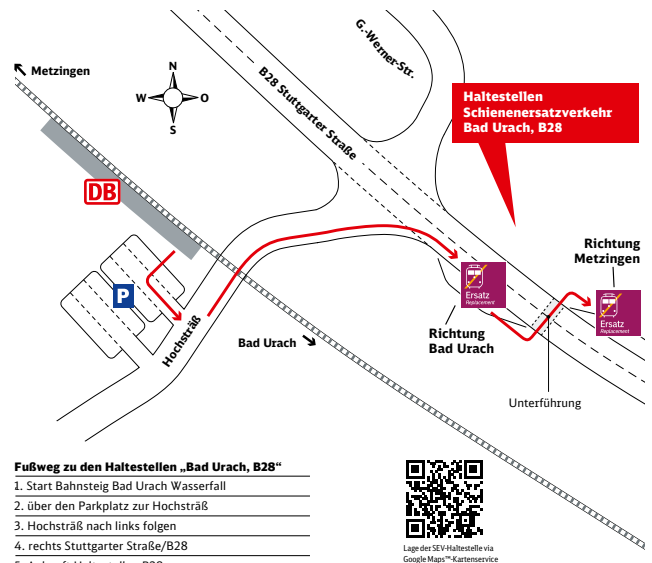 Metzingen
N
W
O
S
G.-Werner-Str.
B28 Stuttgarter Straße
Haltestellen
Schienenersatzverkehr
Bad Urach, B28
DB
P
Hochsträß
Bad Urach
Ersatz
Replacement
Richtung
Bad Urach
Richtung
Metzingen
Ersatz
Replacement
Unterführung
Fußweg zu den Haltestellen „Bad Urach, B28“
1. Start Bahnsteig Bad Urach Wasserfall
2. über den Parkplatz zur Hochsträß
3. Hochsträß nach links folgen
4. rechts Stuttgarter Straße/B28
Lage der SEV-Haltestelle via
Google Maps™-Kartenservice